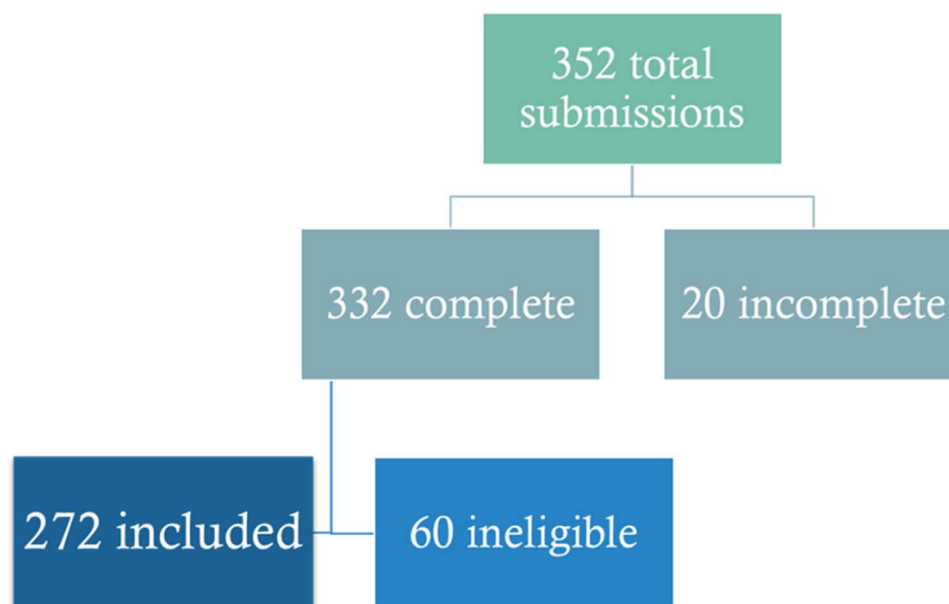 352 total
submissions
332 complete
20 incomplete
272 included
60 ineligible